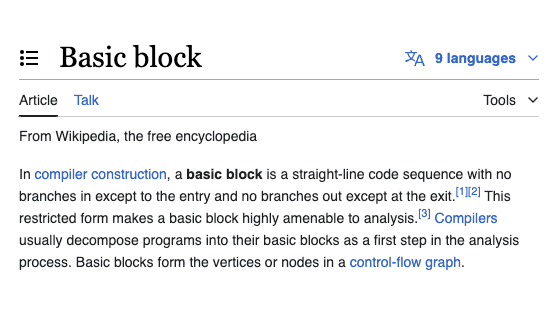 Basic block
9 languages
Article Talk Tools
From Wikipedia, the free encyclopedia
In compiler construction, a basic block is a straight-line code sequence with no
branches in except to the entry and no branches out except at the exit.[1][2] This
restricted form makes a basic block highly amenable to analysis.[3] Compilers
usually decompose programs into their basic blocks as a first step in the analysis
process. Basic blocks form the vertices or nodes in a control-flow graph.